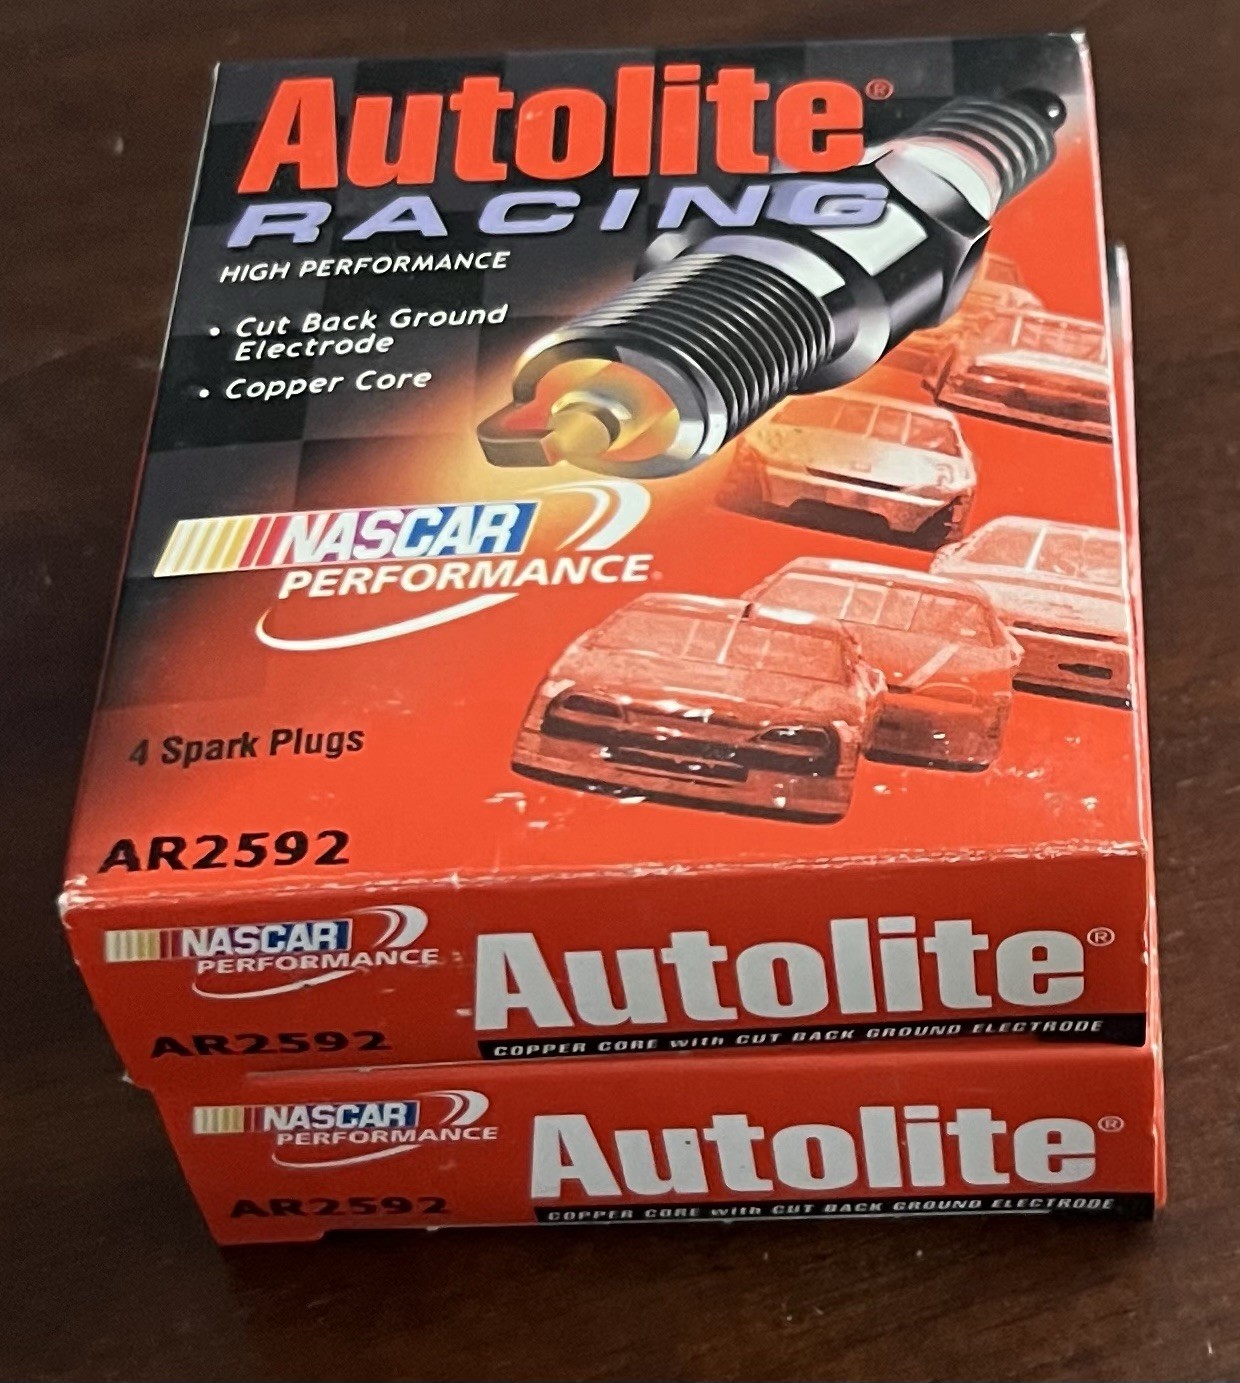 Autolite®
RACING
HIGH PERFORMANCE
• Cut Back Ground
Electrode
• Copper Core
NASCAR
PERFORMANCE
4 Spark Plugs
AR2592
NASCAR
PERFORMANCE
Autolite®
AR2592
COPPER CORE with CUT BACK GROUND ELECTRODE
NASCAR
PERFORMANCE
Autolite®
AR2592
COPPER CORE with CUT BACK GROUND ELECTRODE